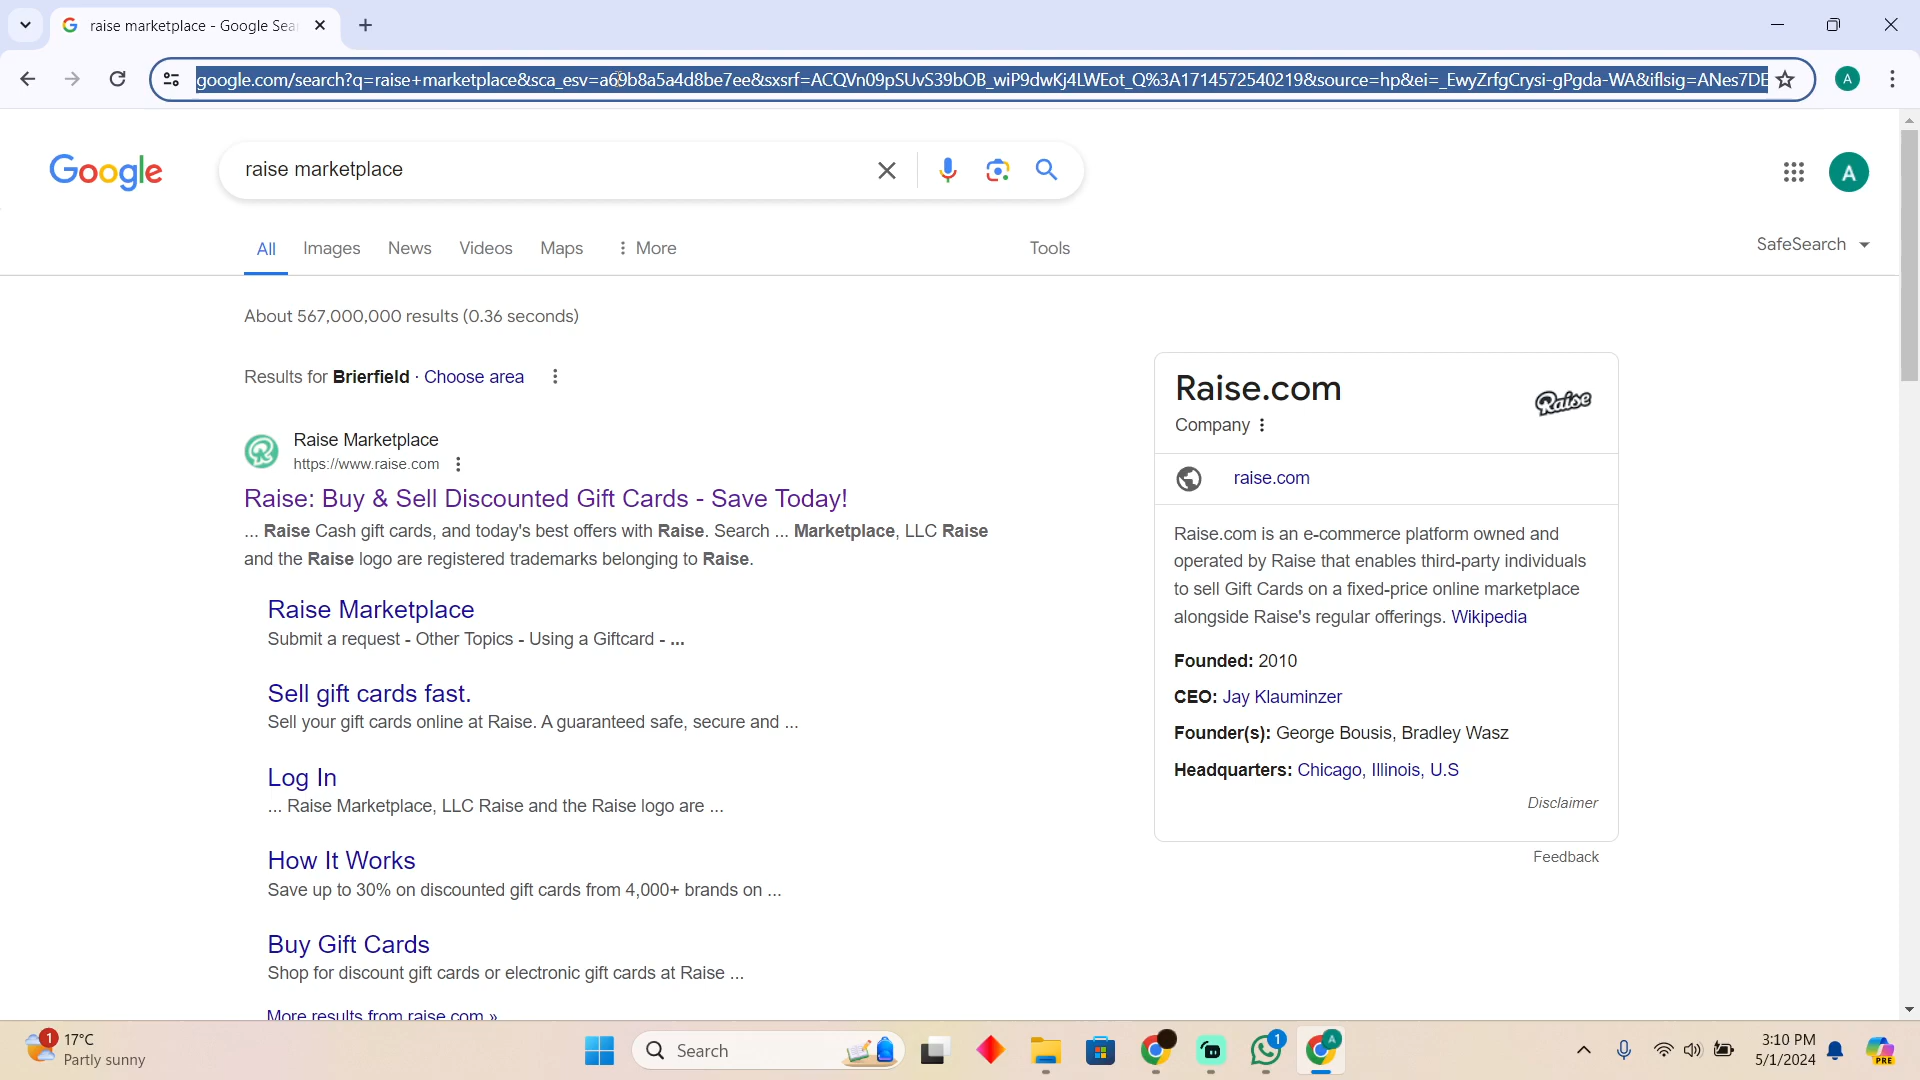 raise marketplace - Google Sea
google.com/search?q=raise+marketplace&sca_esv=a69b8a5a4d8be7ee&sxsrf=ACQVn09pSUvS39bOB_wiP9dwKj4LWEot_Q%3A1714572540219&source=hp&ei=_EwyZrfgCrysi-gPgda-WA&iflsig=ANes7DE
A
Google
raise marketplace
A
All
Images
News
Videos
Maps
More
Tools
SafeSearch
About 567,000,000 results (0.36 seconds)
Results for Brierfield · Choose area
Raise Marketplace
https://www.raise.com
Raise: Buy & Sell Discounted Gift Cards - Save Today!
... Raise Cash gift cards, and today's best offers with Raise. Search ... Marketplace, LLC Raise
and the Raise logo are registered trademarks belonging to Raise.
Raise Marketplace
Submit a request - Other Topics - Using a Giftcard - ...
Sell gift cards fast.
Sell your gift cards online at Raise. A guaranteed safe, secure and ...
Log In
... Raise Marketplace, LLC Raise and the Raise logo are ...
How It Works
Save up to 30% on discounted gift cards from 4,000+ brands on ...
Buy Gift Cards
Shop for discount gift cards or electronic gift cards at Raise ...
More results from raise.com »
Raise.com
Raise
Company
raise.com
Raise.com is an e-commerce platform owned and
operated by Raise that enables third-party individuals
to sell Gift Cards on a fixed-price online marketplace
alongside Raise's regular offerings. Wikipedia
Founded: 2010
CEO: Jay Klauminzer
Founder(s): George Bousis, Bradley Wasz
Headquarters: Chicago, Illinois, U.S
Disclaimer
Feedback
1
17°C
Partly sunny
Search
1
A
3:10 PM
5/1/2024
PRE